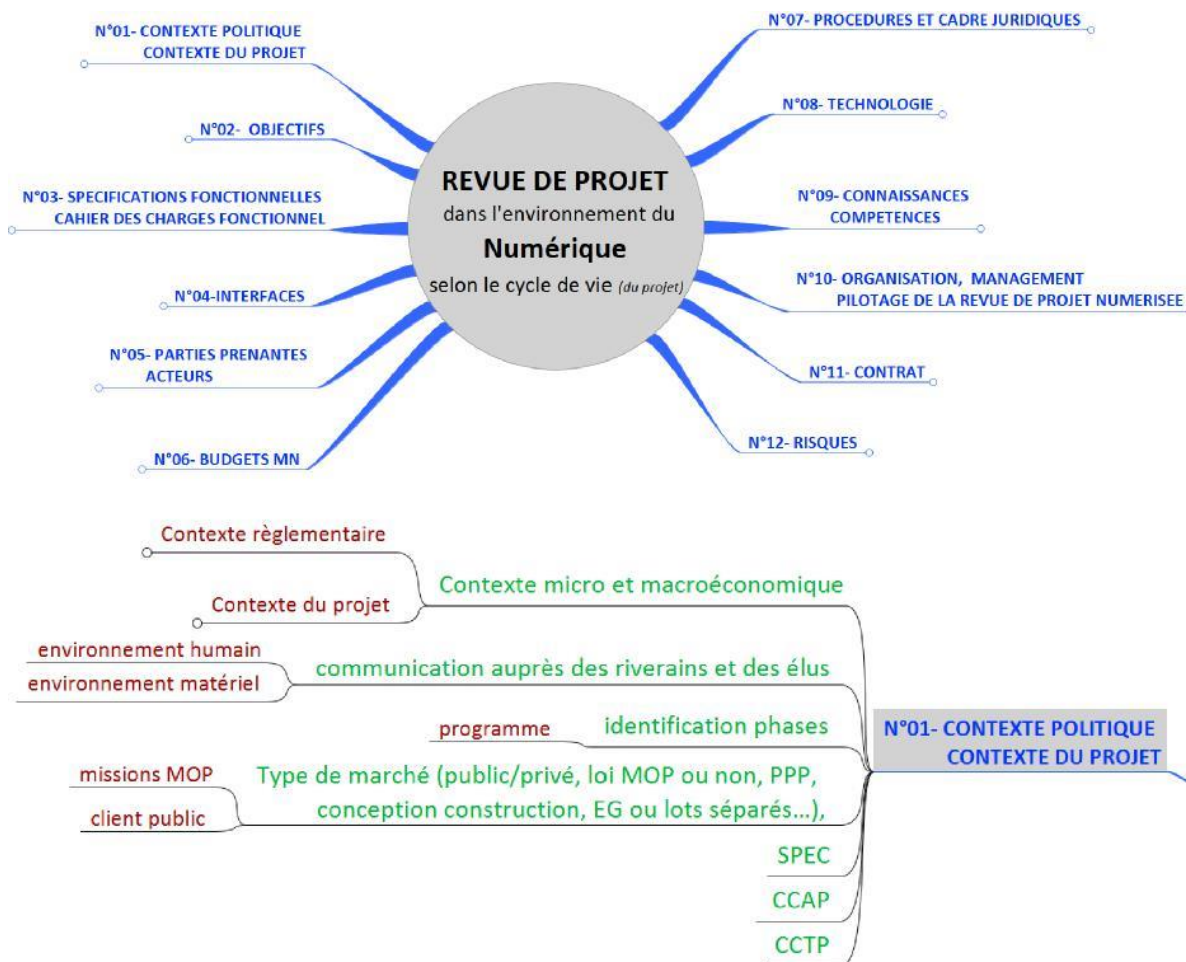 N°01- CONTEXTE POLITIQUE
CONTEXTE DU PROJET
N°02- OBJECTIFS
N°03- SPECIFICATIONS FONCTIONNELLES
CAHIER DES CHARGES FONCTIONNEL
N°04-INTERFACES
N°05- PARTIES PRENANTES
ACTEURS
N°06- BUDGETS MN
REVUE DE PROJET
dans l'environnement du
Numérique
selon le cycle de vie (du projet)
N°07- PROCEDURES ET CADRE JURIDIQUES
N°08- TECHNOLOGIE
N°09- CONNAISSANCES
COMPETENCES
N°10- ORGANISATION, MANAGEMENT
PILOTAGE DE LA REVUE DE PROJET NUMERISEE
N°11- CONTRAT
N°12- RISQUES
Contexte règlementaire
Contexte du projet
Contexte micro et macroéconomique
environnement humain
environnement matériel
communication auprès des riverains et des élus
programme
identification phases
missions MOP
client public
Type de marché (public/privé, loi MOP ou non, PPP,
conception construction, EG ou lots séparés...),
SPEC
CCAP
CCTP
N°01- CONTEXTE POLITIQUE
CONTEXTE DU PROJET